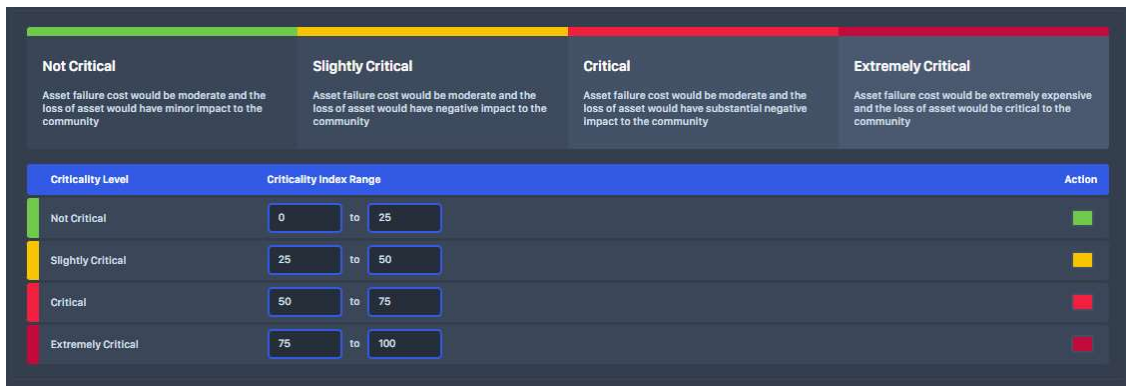 Not Critical
Asset failure cost would be moderate and the
loss of asset would have minor impact to the
community
Slightly Critical
Asset failure cost would be moderate and the
loss of asset would have negative impact to the
community
Critical
Asset failure cost would be moderate and the
loss of asset would have substantial negative
impact to the community
Extremely Critical
Asset failure cost would be extremely expensive
and the loss of asset would be critical to the
community
Criticality Level Criticality Index Range Action
Not Critical 0 to 25
Slightly Critical 25 to 50
Critical 50 to 75
Extremely Critical 75 to 100